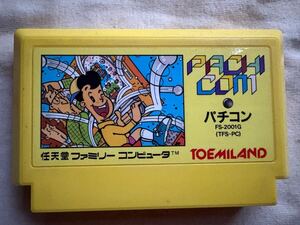 PACHI
COM
パチコン
FS-2001G
(TFS-PC)
任天堂 ファミリー コンピュータ™
TOEMILAND